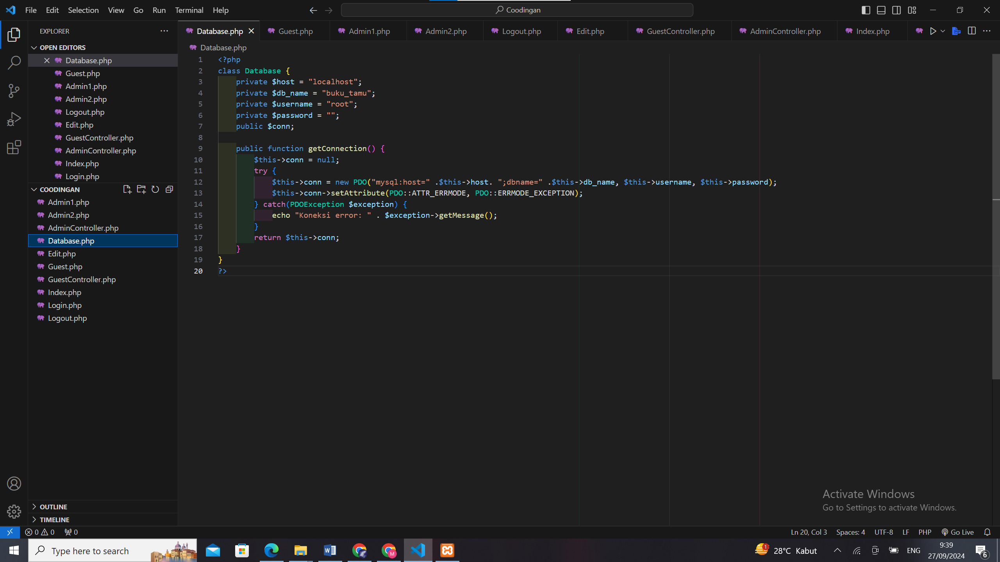 File Edit Selection View Go Run Terminal Help
Coodingan
EXPLORER
Database.php
Guest.php
Admin1.php
Admin2.php
Logout.php
Edit.php
GuestController.php
AdminController.php
Index.php
OPEN EDITORS
Database.php
Guest.php
Admin1.php
Admin2.php
Logout.php
Edit.php
GuestController.php
AdminController.php
Index.php
Login.php
COODINGAN
Admin1.php
Admin2.php
AdminController.php
Database.php
Edit.php
Guest.php
GuestController.php
Index.php
Login.php
Logout.php
OUTLINE
TIMELINE
Database.php
1 <?php
2 class Database {
3     private $host = "localhost";
4     private $db_name = "buku_tamu";
5     private $username = "root";
6     private $password = "";
7     public $conn;
8
9     public function getConnection() {
10         $this->conn = null;
11         try {
12             $this->conn = new PDO("mysql:host=" .$this->host. ";dbname=" .$this->db_name, $this->username, $this->password);
13             $this->conn->setAttribute(PDO::ATTR_ERRMODE, PDO::ERRMODE_EXCEPTION);
14         } catch(PDOException $exception) {
15             echo "Koneksi error: " . $exception->getMessage();
16         }
17         return $this->conn;
18     }
19 }
20 ?>
Activate Windows
Go to Settings to activate Windows.
0 0 0
Ln 20, Col 3 Spaces: 4 UTF-8 LF PHP Go Live
Type here to search
PHP
W
M
1
28°C Kabut
ENG
9:39
27/09/2024
6